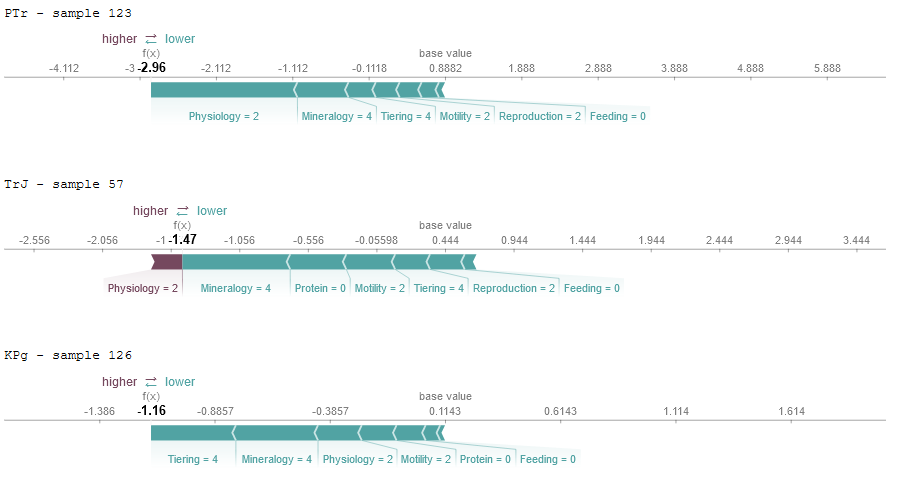 PTr - sample 123
higher ⇄ lower
f(x) base value
-4.112 -3 -2.96 -2.112 -1.112 -0.1118 0.8882 1.888 2.888 3.888 4.888 5.888
Physiology = 2 Mineralogy = 4 Tiering = 4 Motility = 2 Reproduction = 2 Feeding = 0
TrJ - sample 57
higher ⇄ lower
f(x) base value
-2.556 -2.056 -1 -1.47 -1.056 -0.556 -0.05598 0.444 0.944 1.444 1.944 2.444 2.944 3.444
Physiology = 2 Mineralogy = 4 Protein = 0 Motility = 2 Tiering = 4 Reproduction = 2 Feeding = 0
KPg - sample 126
higher ⇄ lower
f(x) base value
-1.386 -1.16 -0.8857 -0.3857 0.1143 0.6143 1.114 1.614
Tiering = 4 Mineralogy = 4 Physiology = 2 Motility = 2 Protein = 0 Feeding = 0